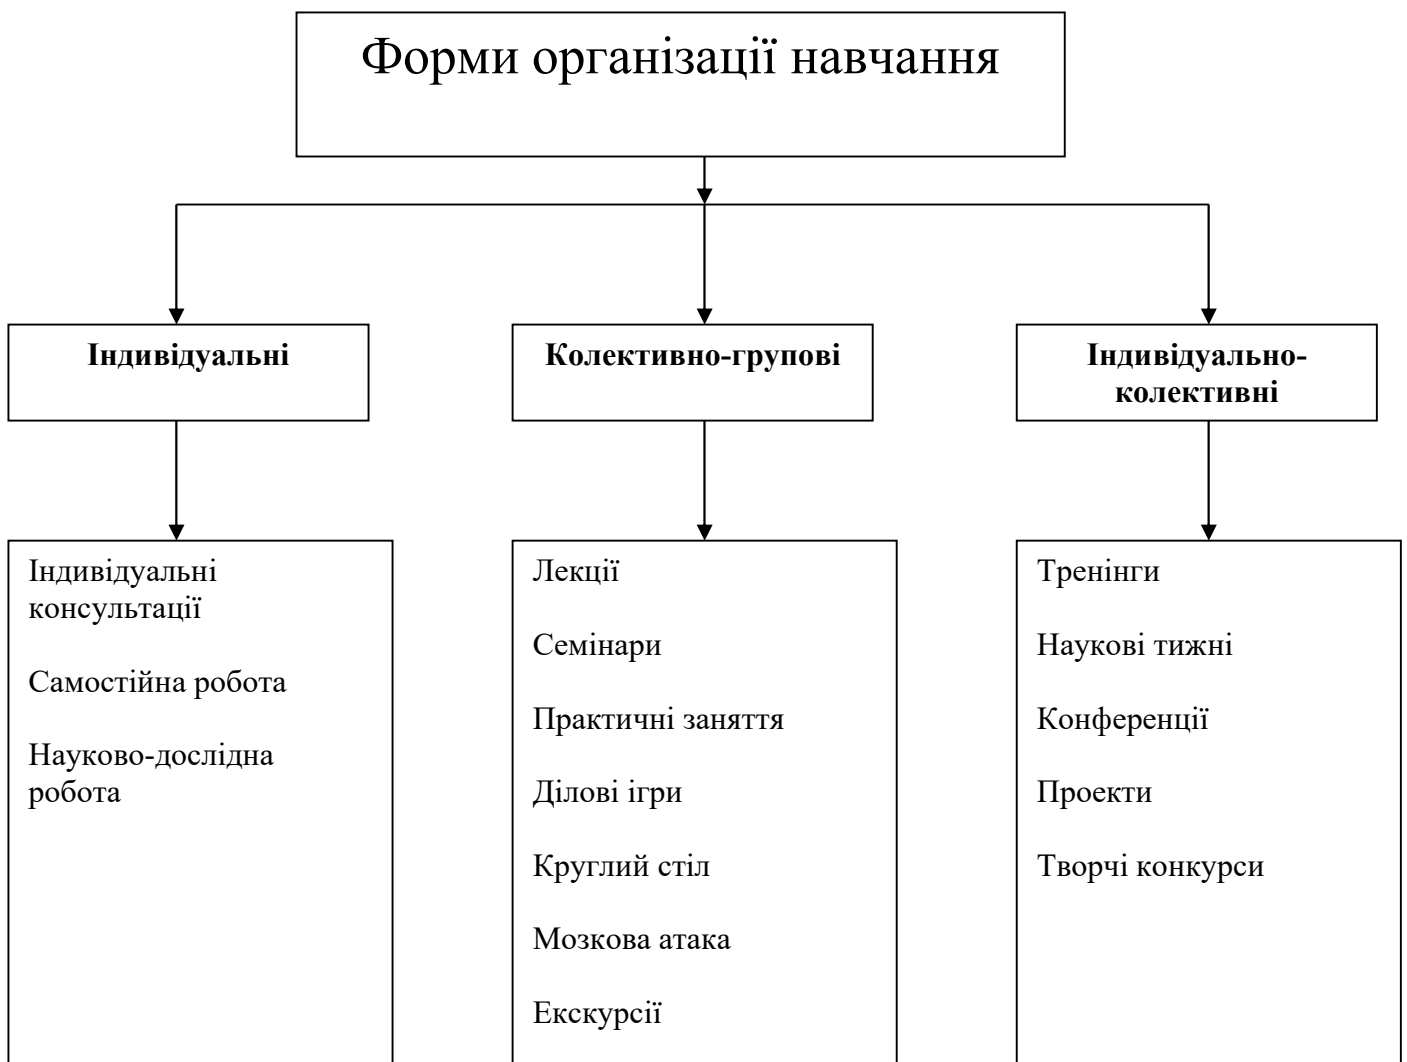 Форми організації навчання
Індивідуальні
Колективно-групові
Індивідуально-
колективні
Індивідуальні
консультації
Самостійна робота
Науково-дослідна
робота
Лекції
Семінари
Практичні заняття
Ділові ігри
Круглий стіл
Мозкова атака
Екскурсії
Тренінги
Наукові тижні
Конференції
Проекти
Творчі конкурси